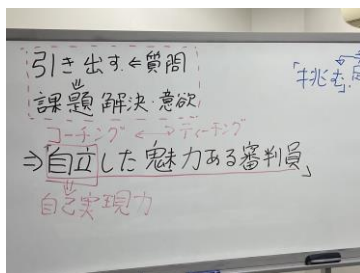 引き出す ← 質問
⇓
課題 解決・意欲
コーチング ←→ ティーチング
⇒「自立した魅力ある審判員」
⇓
自己実現力
「挑む」